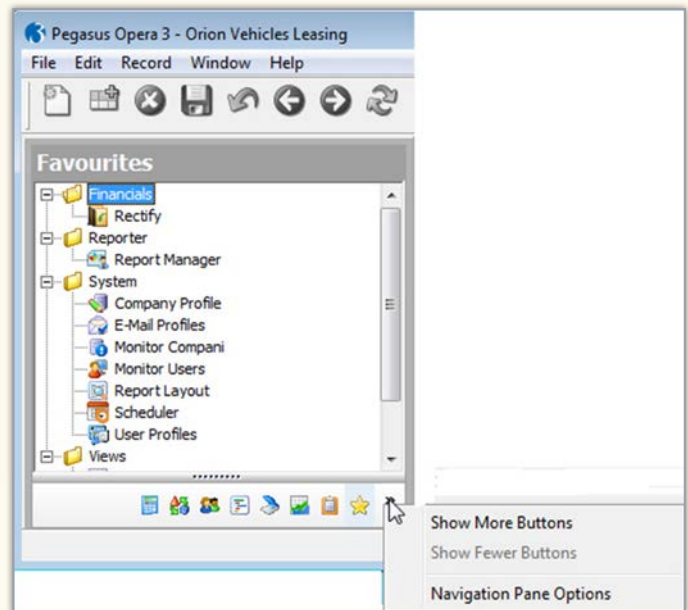 Pegasus Opera 3 - Orion Vehicles Leasing
File Edit Record Window Help
Favourites
Financials
Rectify
Reporter
Report Manager
System
Company Profile
E-Mail Profiles
Monitor Compani
Monitor Users
Report Layout
Scheduler
User Profiles
Views
Show More Buttons
Show Fewer Buttons
Navigation Pane Options